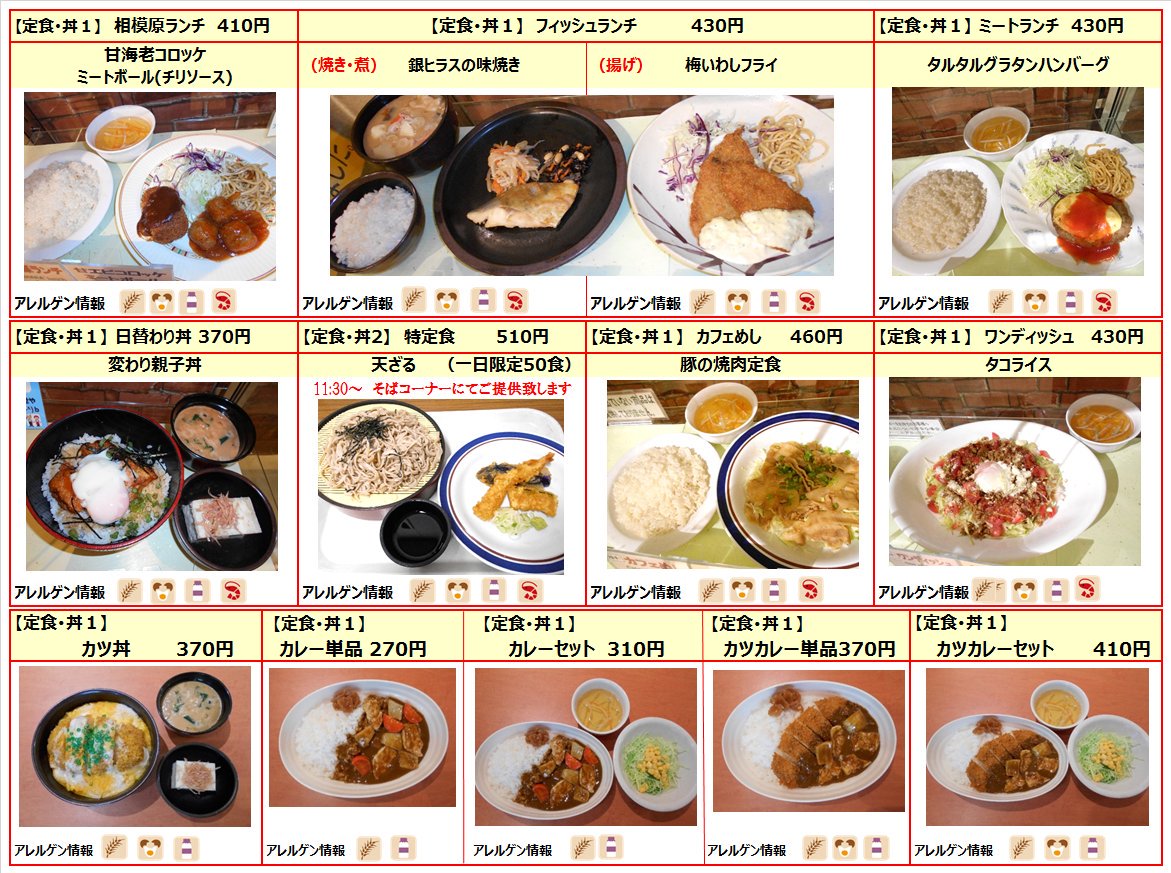 【定食・丼１】 相模原ランチ 410円
甘海老コロッケ
ミートボール(チリソース)
アレルゲン情報
【定食・丼１】 フィッシュランチ 430円
（焼き・煮） 銀ヒラスの味焼き
（揚げ） 梅いわしフライ
アレルゲン情報
アレルゲン情報
【定食・丼１】 ミートランチ 430円
タルタルグラタンハンバーグ
アレルゲン情報
【定食・丼１】 日替わり丼 370円
変わり親子丼
アレルゲン情報
【定食・丼２】 特定食 510円
天ざる （一日限定50食）
11:30～ そばコーナーにてご提供致します
アレルゲン情報
【定食・丼１】 カフェめし 460円
豚の焼肉定食
アレルゲン情報
【定食・丼１】 ワンディッシュ 430円
タコライス
アレルゲン情報
【定食・丼１】
カツ丼 370円
アレルゲン情報
【定食・丼１】
カレー単品 270円
アレルゲン情報
【定食・丼１】
カレーセット 310円
アレルゲン情報
【定食・丼１】
カツカレー単品370円
アレルゲン情報
【定食・丼１】
カツカレーセット 410円
アレルゲン情報